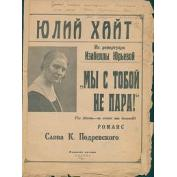 ЮЛИЙ ХАЙТ
Из репертуара
Изабеллы Юрьевой
„МЫ С ТОБОЙ
НЕ ПАРА!“
РОМАНС
Слова К. Подревского